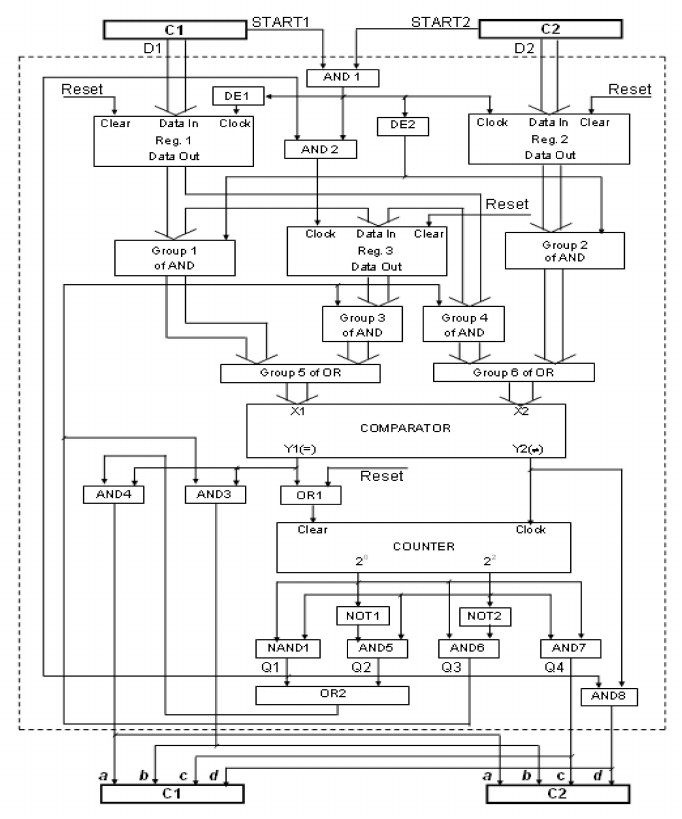 C1
START1
START2
C2
D1
D2
AND 1
Reset
DE1
DE2
Reset
Clear
Data In
Clock
Reg. 1
Data Out
AND 2
Clock
Data In
Clear
Reg. 2
Data Out
Reset
Clock
Data In
Clear
Reg. 3
Data Out
Group 1
of AND
Group 2
of AND
Group 3
of AND
Group 4
of AND
Group 5 of OR
Group 6 of OR
X1
X2
COMPARATOR
Y1(=)
Y2(≠)
AND4
AND3
OR1
Reset
Clear
Clock
COUNTER
2⁰
2²
NOT1
NOT2
NAND1
AND5
AND6
AND7
Q1
Q2
Q3
Q4
OR2
AND8
a
b
c
d
a
b
c
d
C1
C2